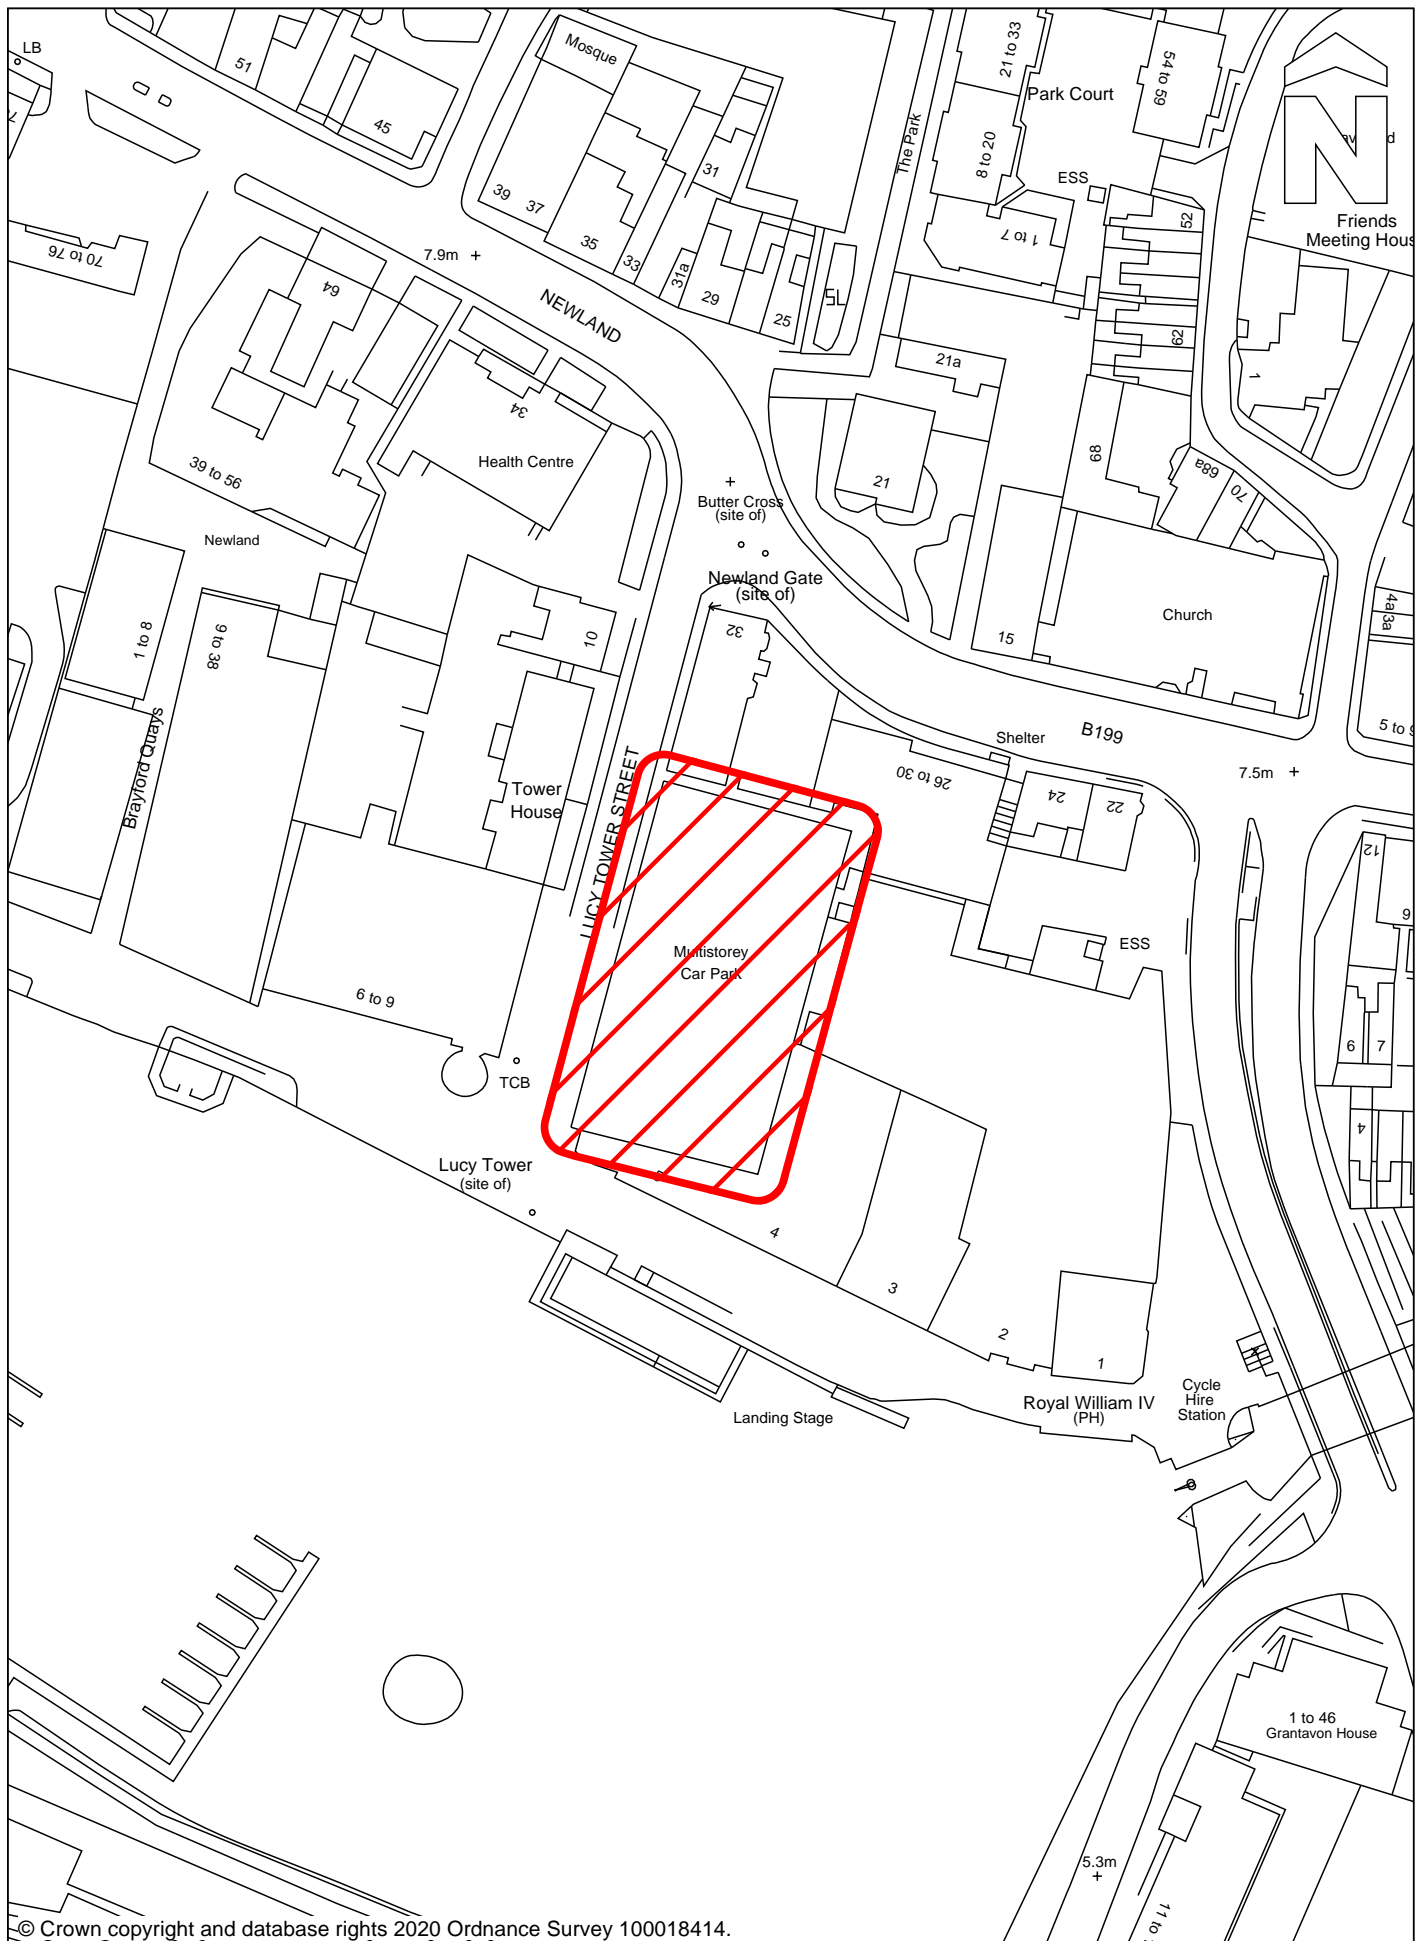 LB
51
45
Mosque
39
37
35
33
31
31a
29
25
The Park
21 to 33
8 to 20
Park Court
54 to 59
ESS
1 to 7
52
62
N
Friends
Meeting Hous
70 to 76
64
7.9m
NEWLAND
34
Health Centre
39 to 56
Newland
21a
21
68
68a
70
1
Butter Cross
(site of)
Newland Gate
(site of)
15
Church
4a
3a
5 to
1 to 8
9 to 38
10
32
Brayford Quays
Tower
House
LUCY TOWER STREET
Shelter
B199
26 to 30
24
22
7.5m
12
Multistorey
Car Park
ESS
6 to 9
TCB
6
7
4
Lucy Tower
(site of)
4
3
2
1
Landing Stage
Royal William IV
(PH)
Cycle
Hire
Station
1 to 46
Grantavon House
5.3m
11 to
© Crown copyright and database rights 2020 Ordnance Survey 100018414.